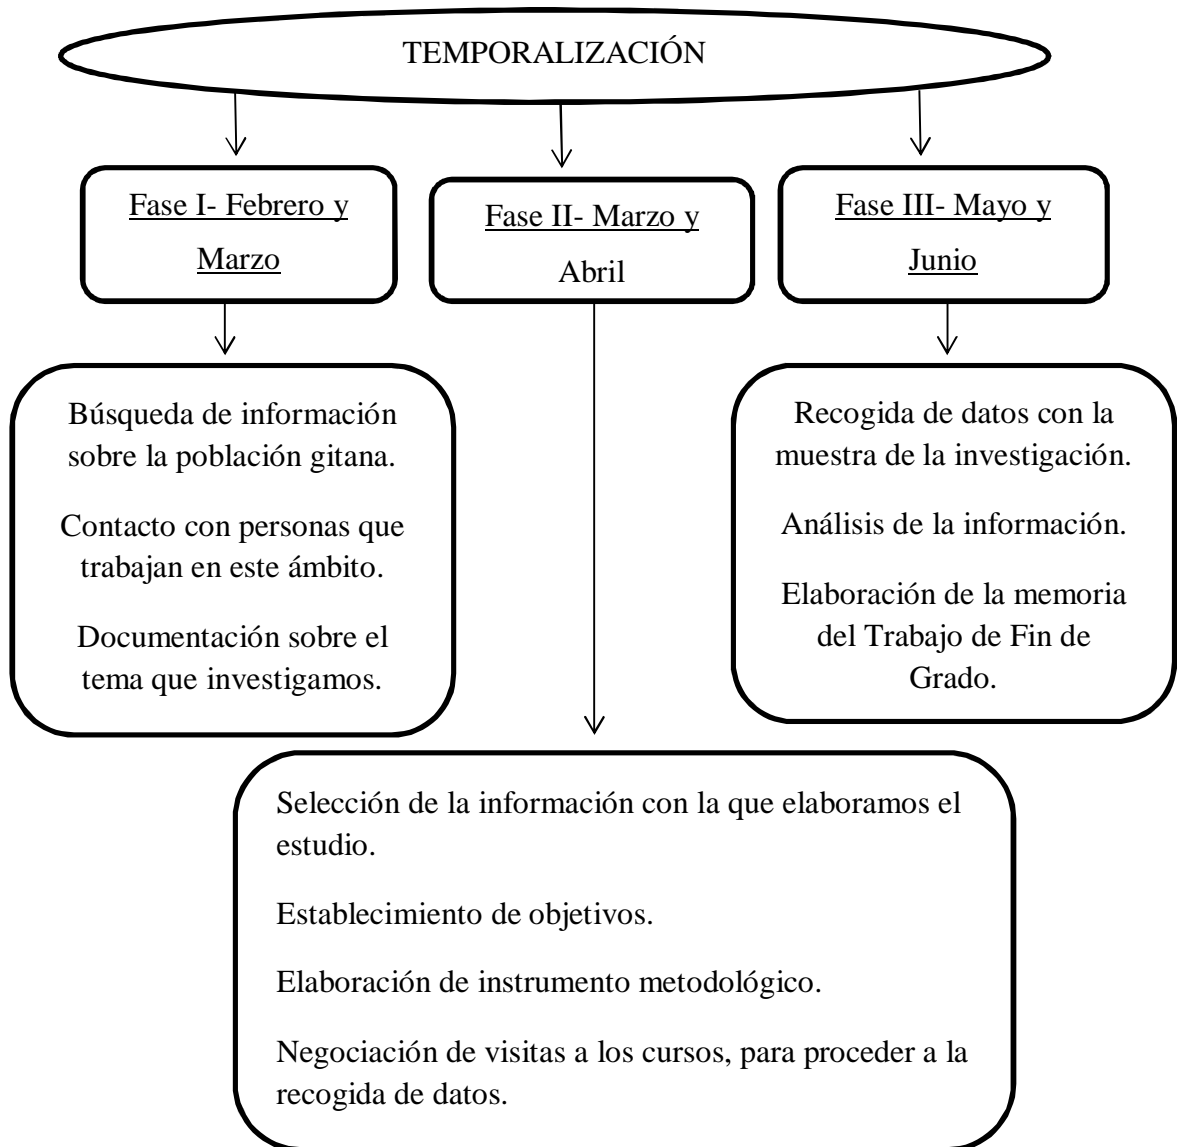 TEMPORALIZACIÓN
Fase I- Febrero y
Marzo
Fase II- Marzo y
Abril
Fase III- Mayo y
Junio
Búsqueda de información
sobre la población gitana.
Contacto con personas que
trabajan en este ámbito.
Documentación sobre el
tema que investigamos.
Recogida de datos con la
muestra de la investigación.
Análisis de la información.
Elaboración de la memoria
del Trabajo de Fin de
Grado.
Selección de la información con la que elaboramos el
estudio.
Establecimiento de objetivos.
Elaboración de instrumento metodológico.
Negociación de visitas a los cursos, para proceder a la
recogida de datos.